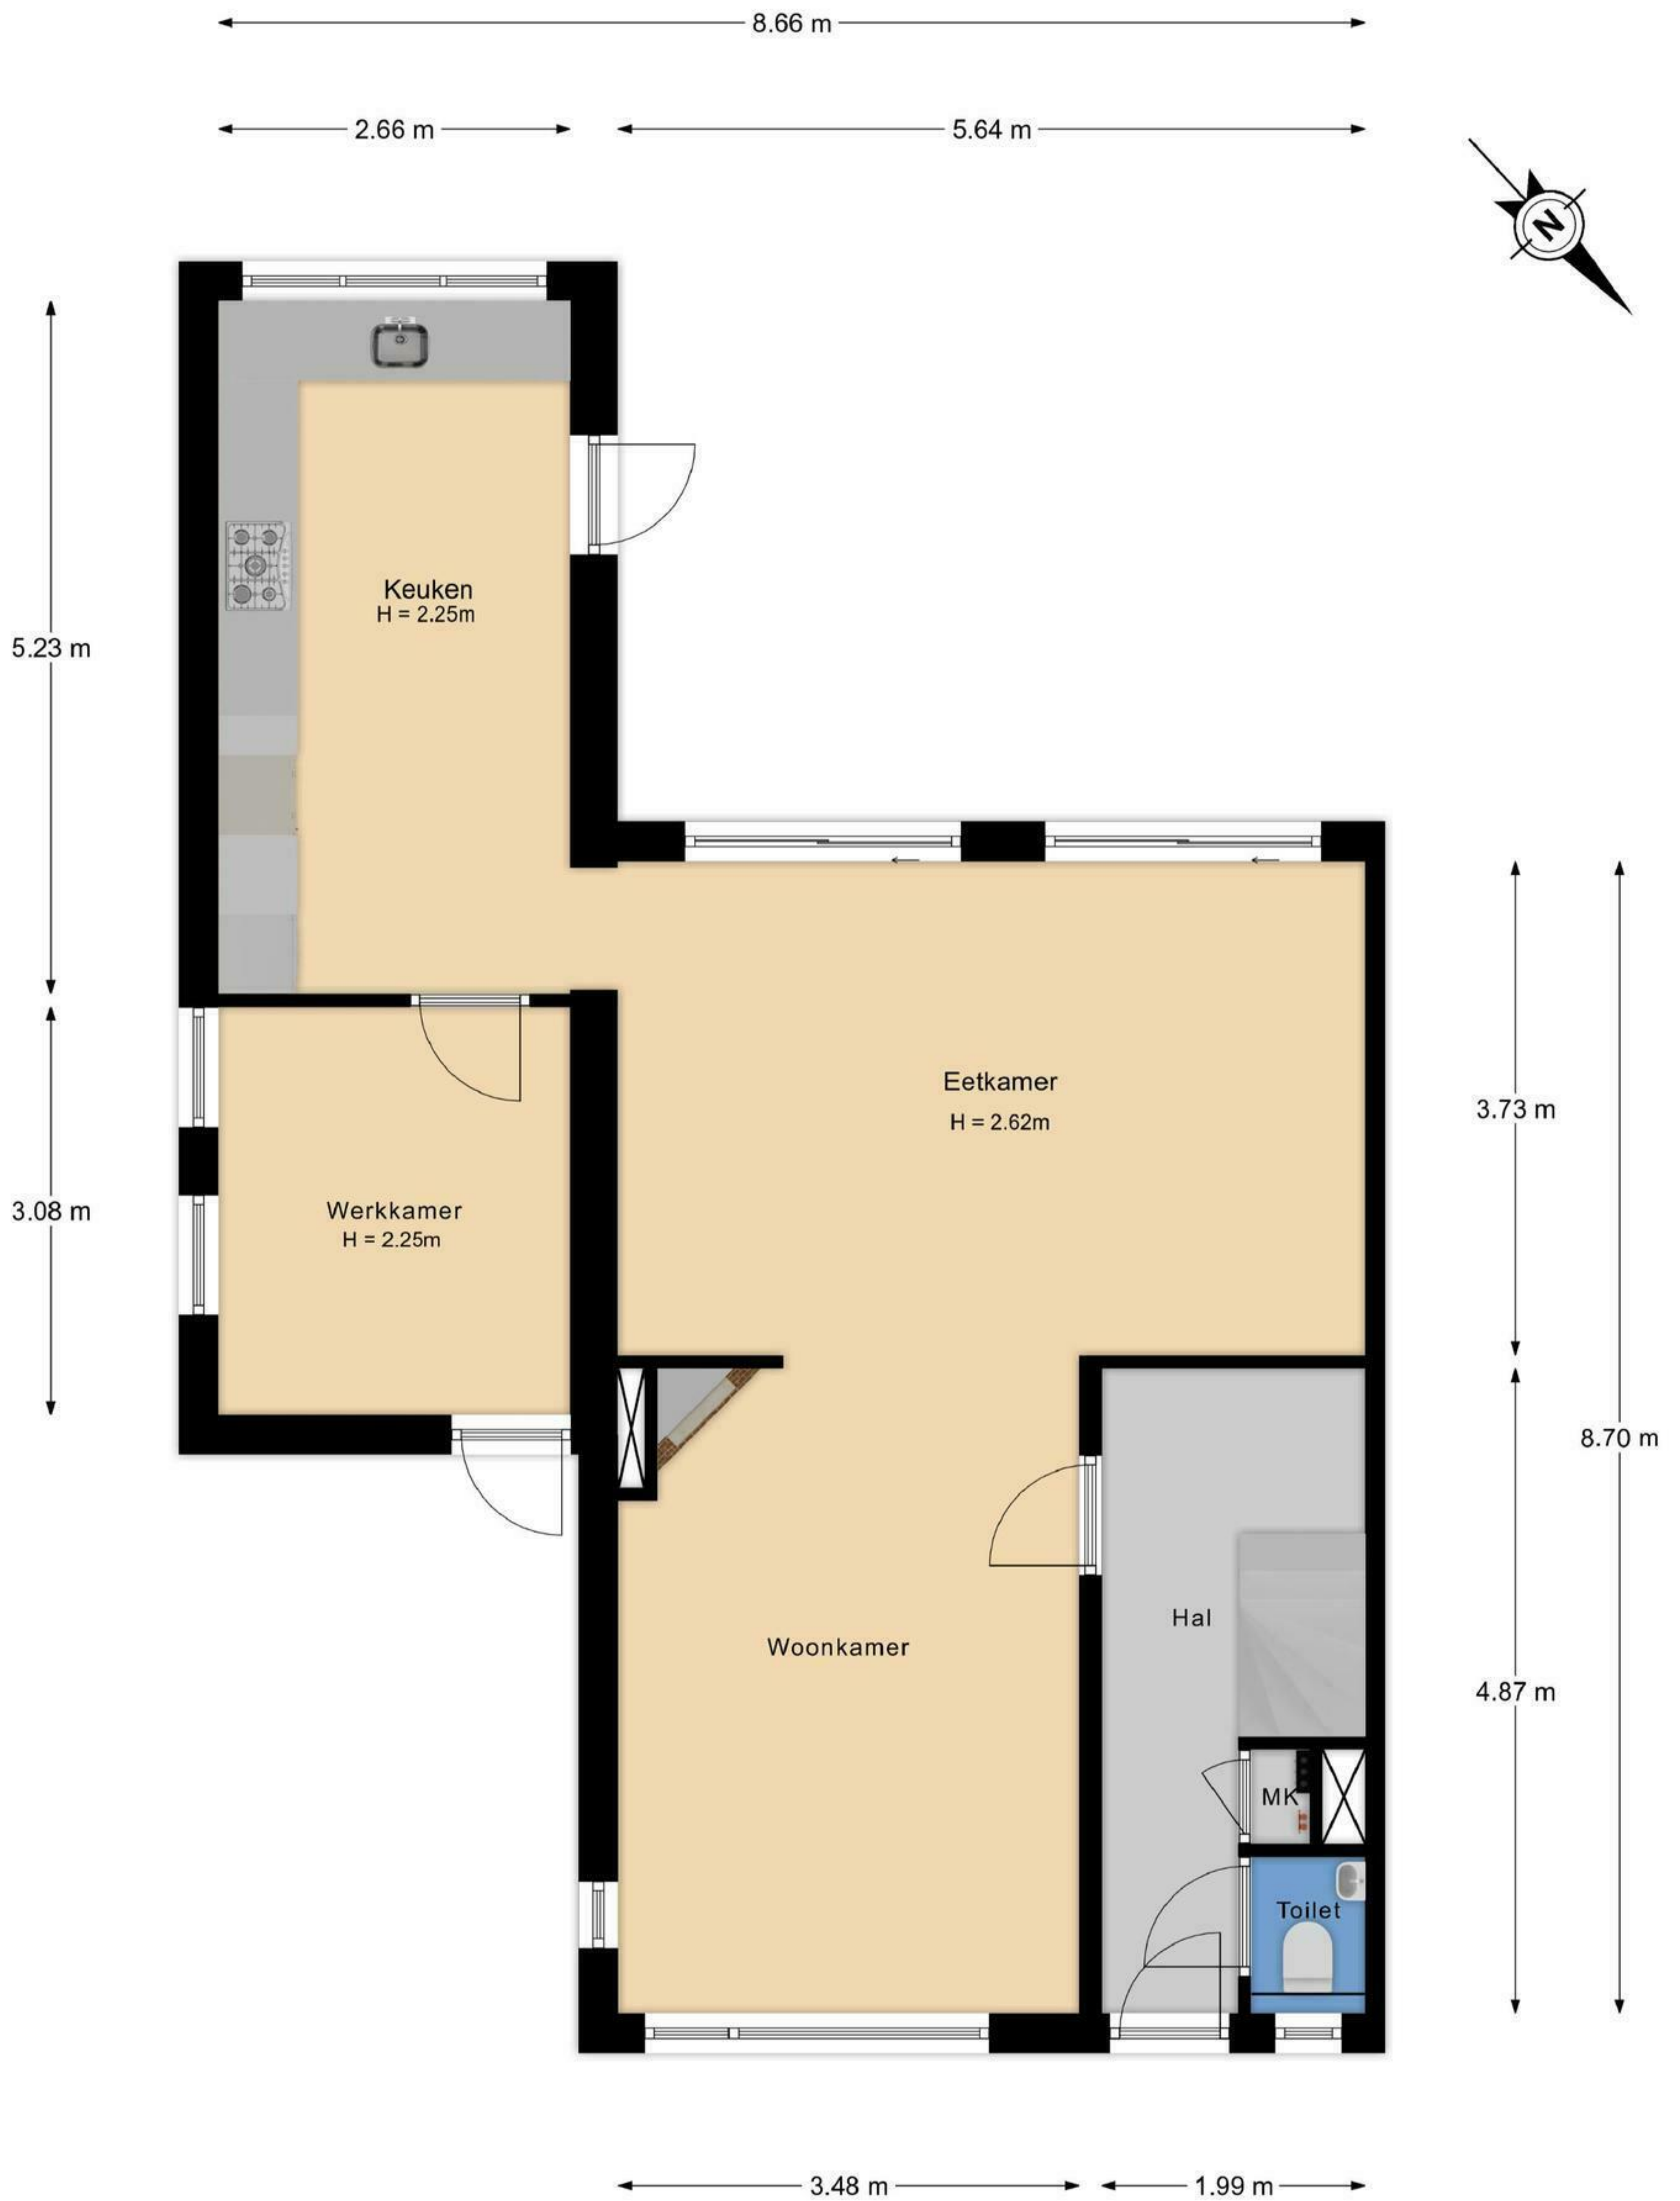 8.66 m
2.66 m
5.64 m
N
Keuken
H = 2.25m
5.23 m
Eetkamer
H = 2.62m
3.73 m
Werkkamer
H = 2.25m
3.08 m
8.70 m
Hal
Woonkamer
4.87 m
MK
Toilet
3.48 m
1.99 m